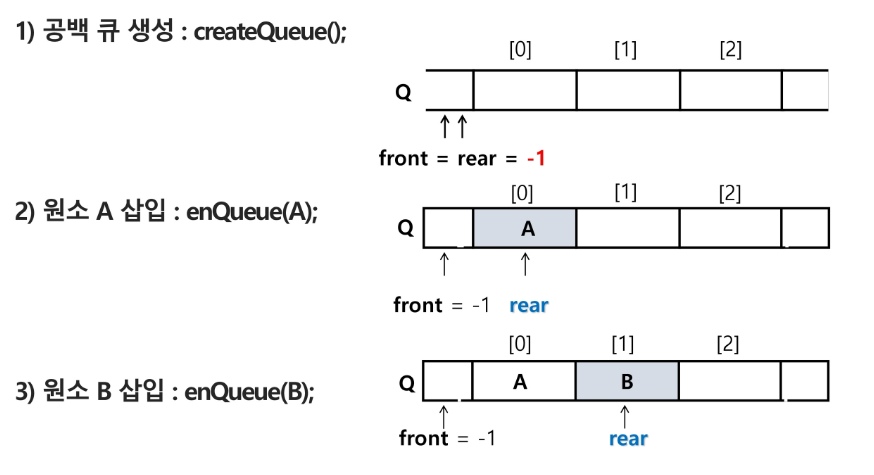 1) 공백 큐 생성 : createQueue();
[0] [1] [2]
Q
front = rear = -1
2) 원소 A 삽입 : enQueue(A);
[0] [1] [2]
Q A
front = -1 rear
3) 원소 B 삽입 : enQueue(B);
[0] [1] [2]
Q A B
front = -1 rear